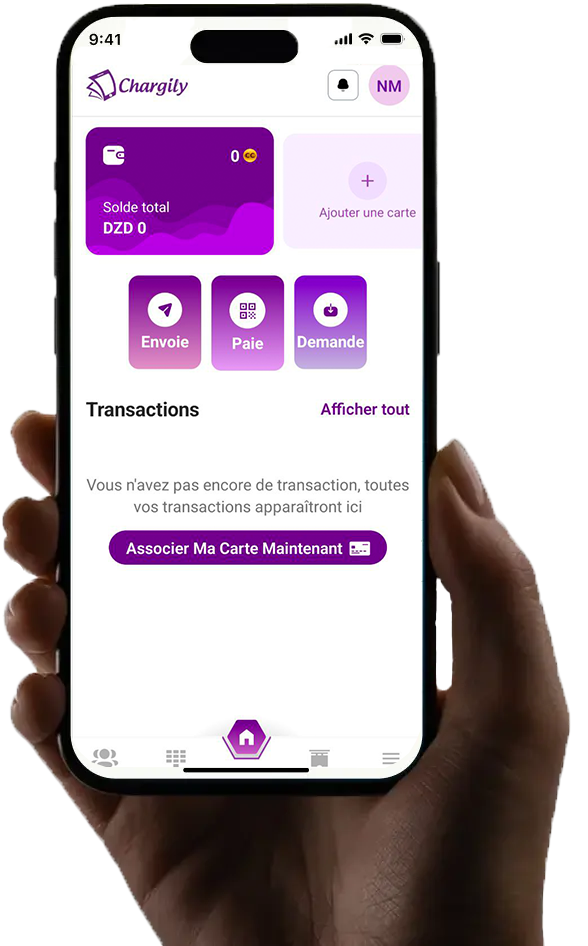 9:41
Chargily
NM
0 CC
Solde total
DZD 0
Ajouter une carte
Envoie
Paie
Demande
Transactions
Afficher tout
Vous n'avez pas encore de transaction, toutes
vos transactions apparaîtront ici
Associer Ma Carte Maintenant